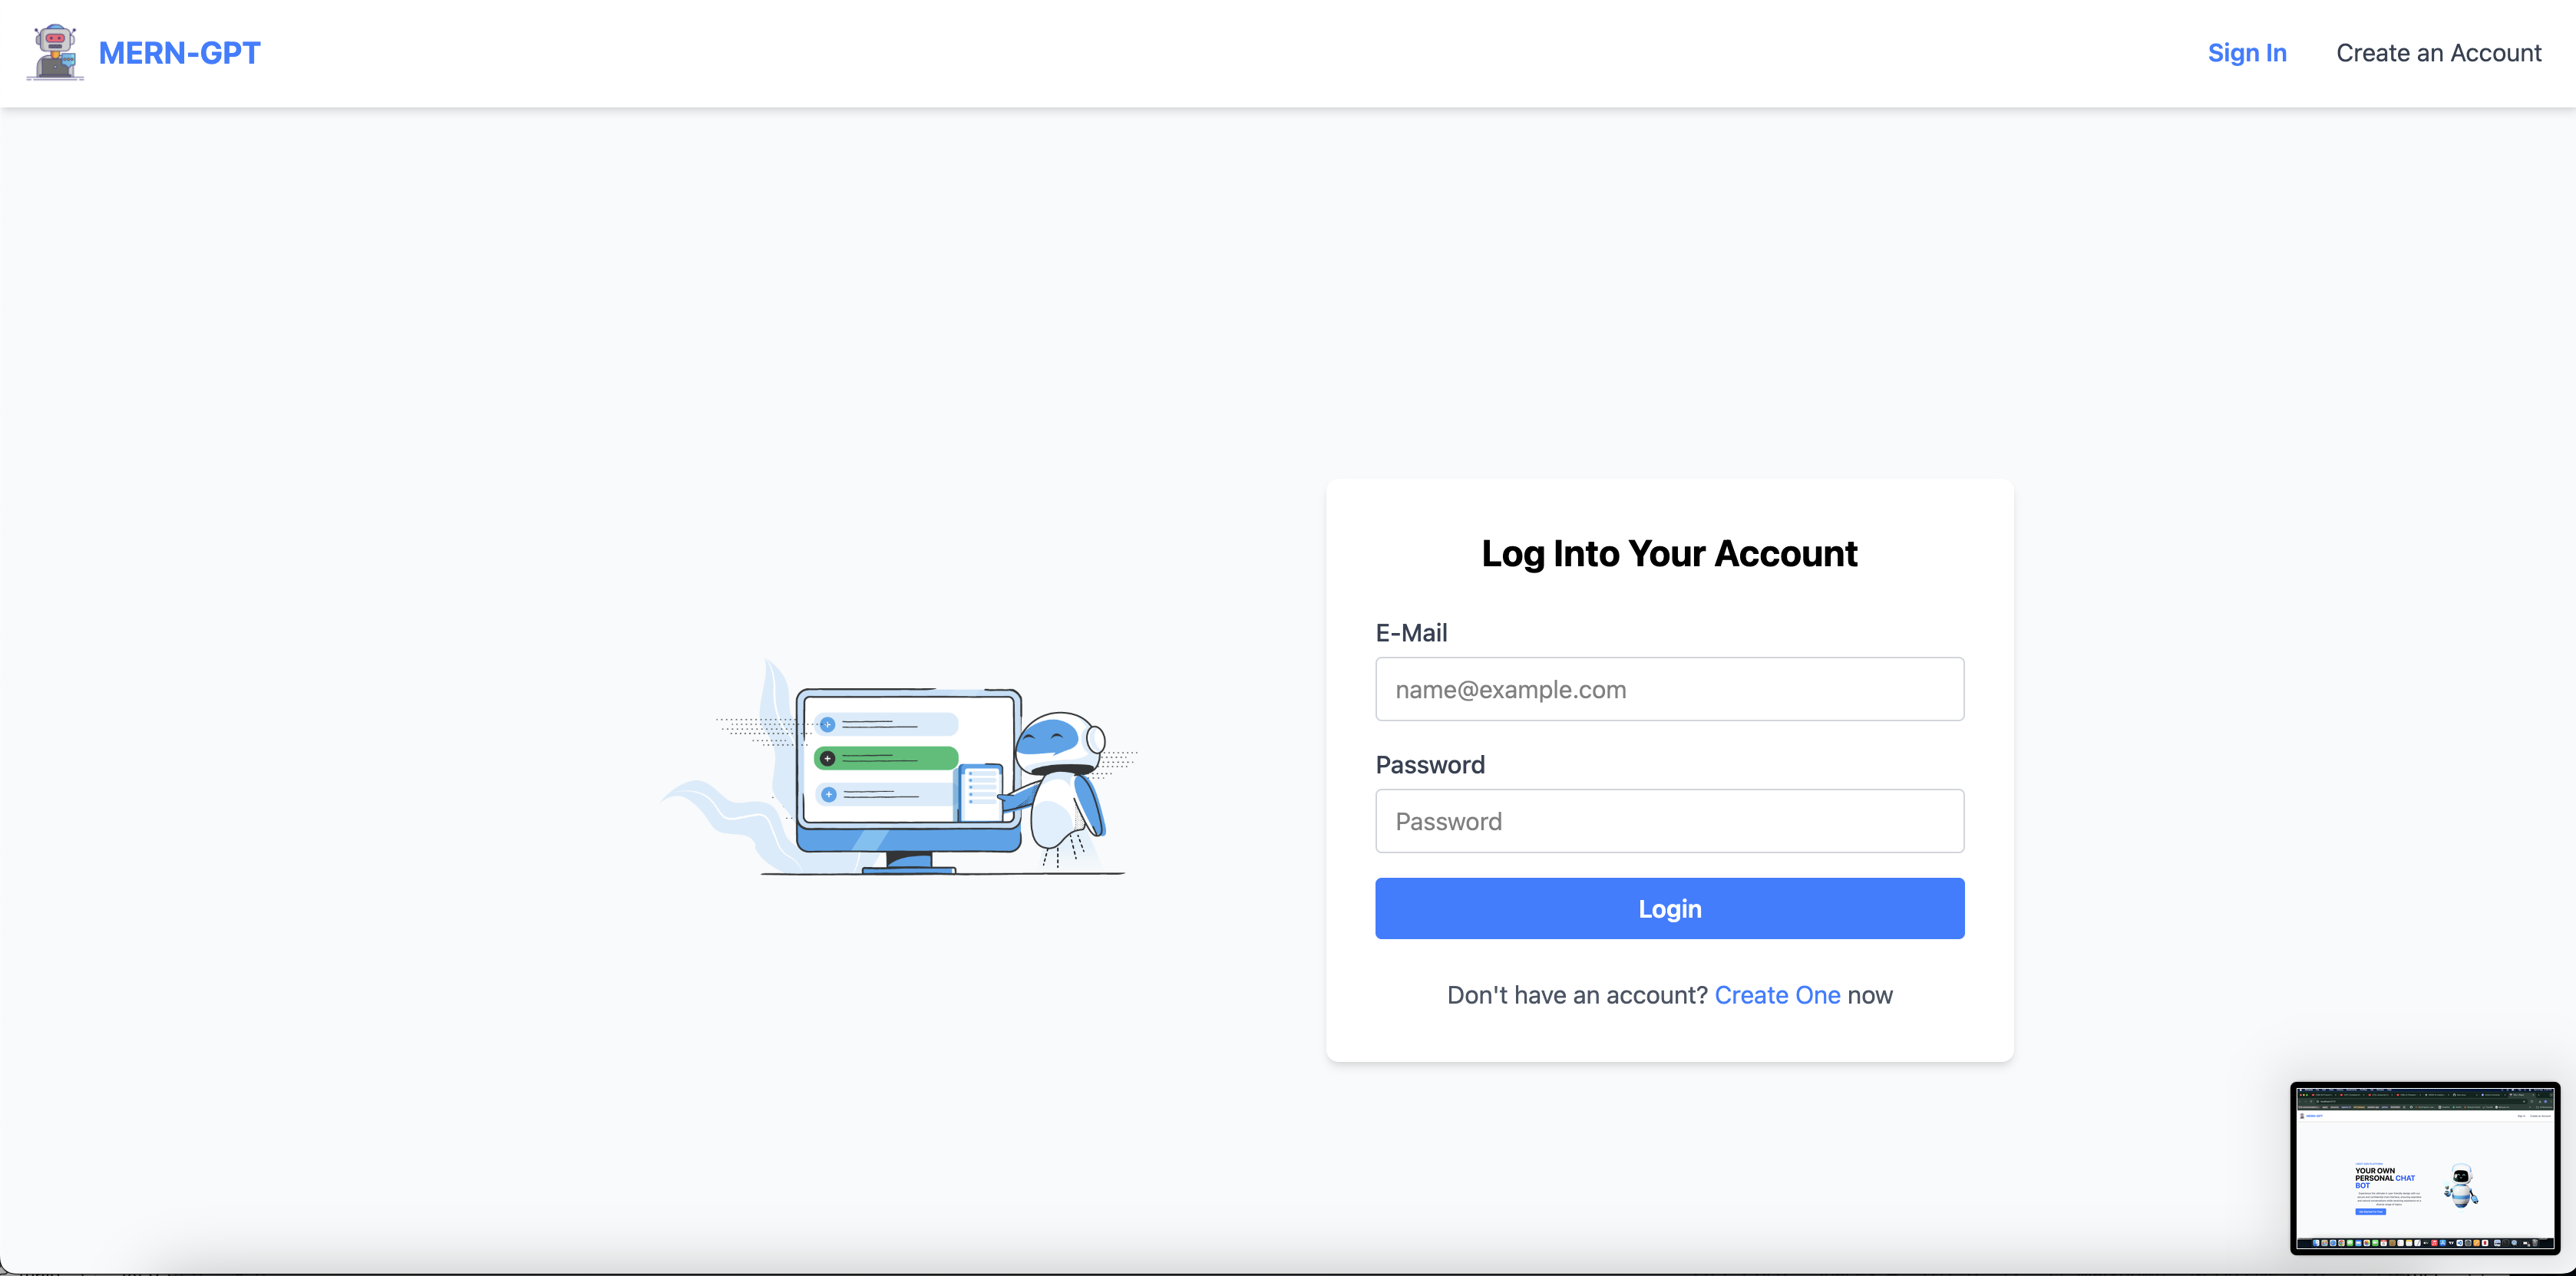 MERN-GPT
Sign In
Create an Account
Log Into Your Account
E-Mail
name@example.com
Password
Password
Login
Don't have an account? Create One now
YOUR OWN
PERSONAL CHAT
BOT